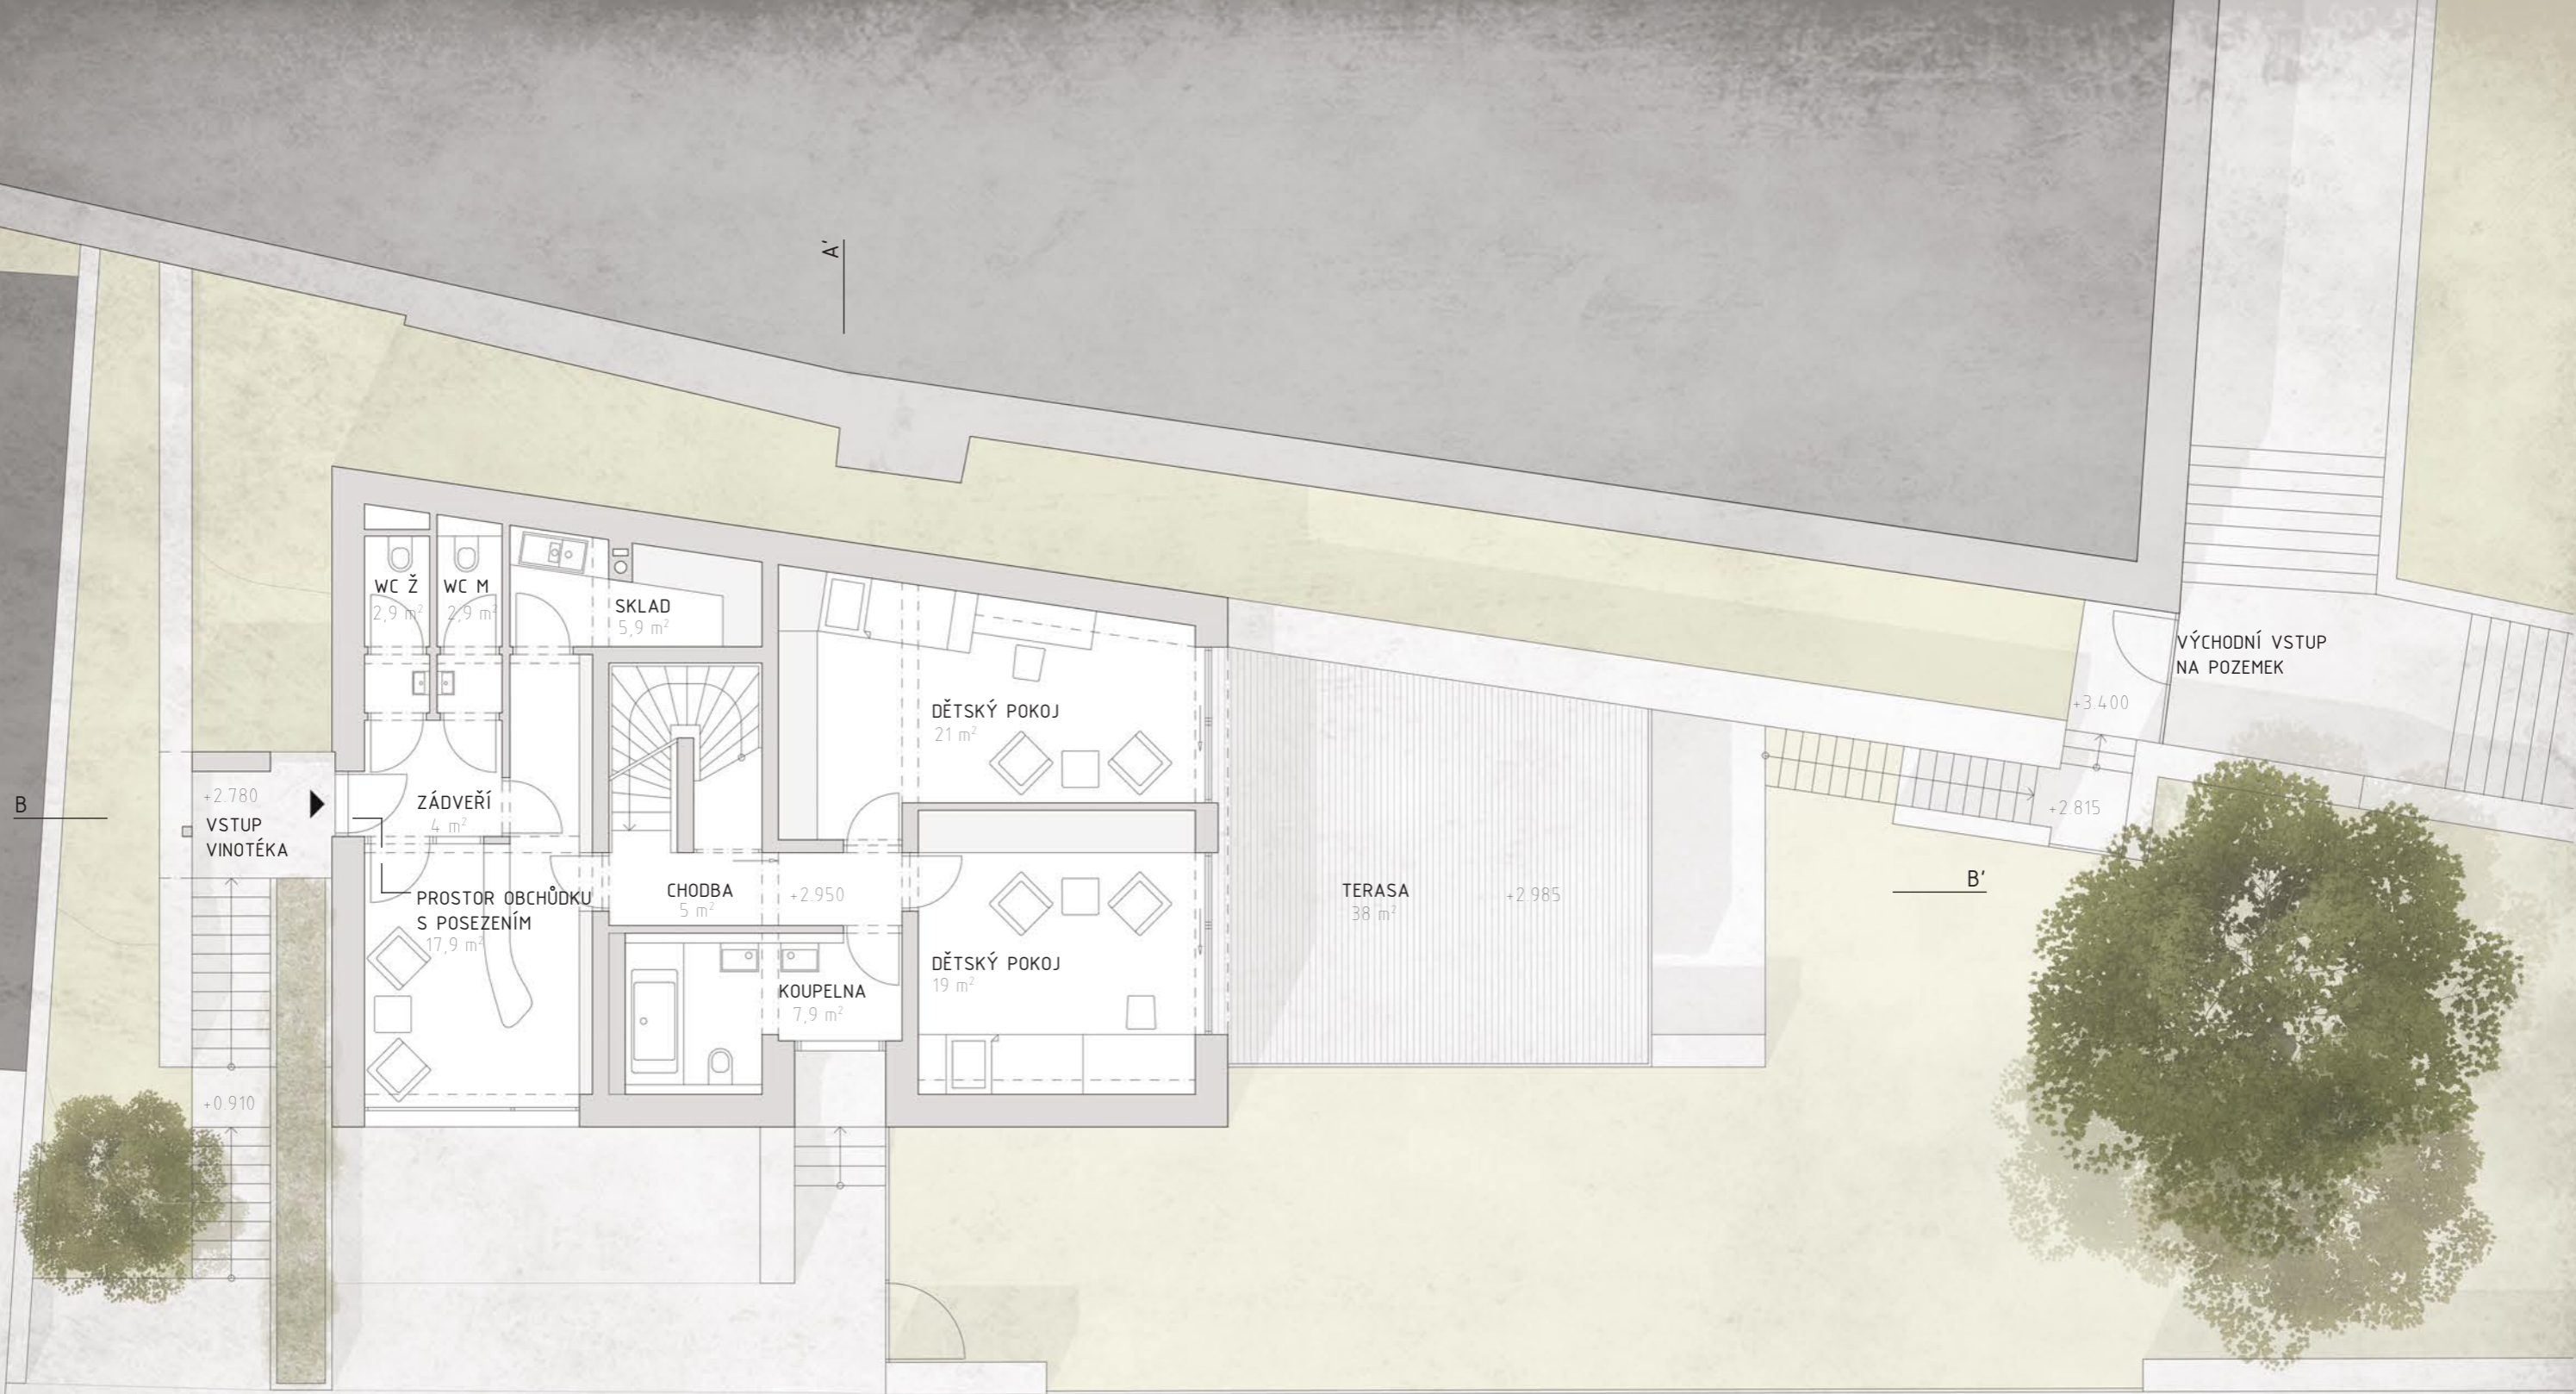 A'
WC Ž
2,9 m²
WC M
2,9 m²
SKLAD
5,9 m²
VÝCHODNÍ VSTUP
NA POZEMEK
+3.400
DĚTSKÝ POKOJ
21 m²
B
+2.780
VSTUP
VINOTÉKA
ZÁDVEŘÍ
4 m²
+2.815
PROSTOR OBCHŮDKU
S POSEZENÍM
17,9 m²
CHODBA
5 m²
+2.950
TERASA
38 m²
+2.985
B'
DĚTSKÝ POKOJ
19 m²
KOUPELNA
7,9 m²
+0.910